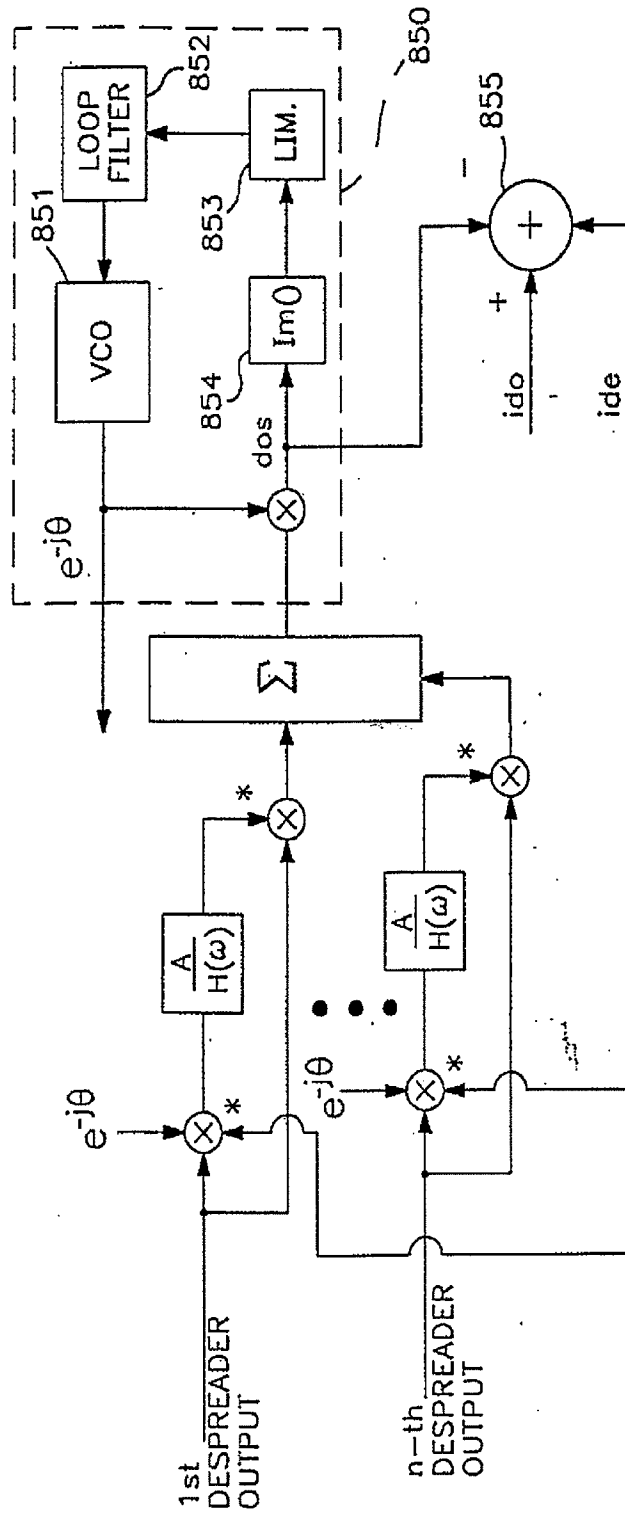 1st
DESPREADER
OUTPUT
n-th
DESPREADER
OUTPUT
e-jθ
*
A
H(ω)
*
e-jθ
*
A
H(ω)
*
Σ
e-jθ
VCO
851
LOOP
FILTER
852
LIM.
853
Im()
854
dos
850
855
+
-
+
ido
ide